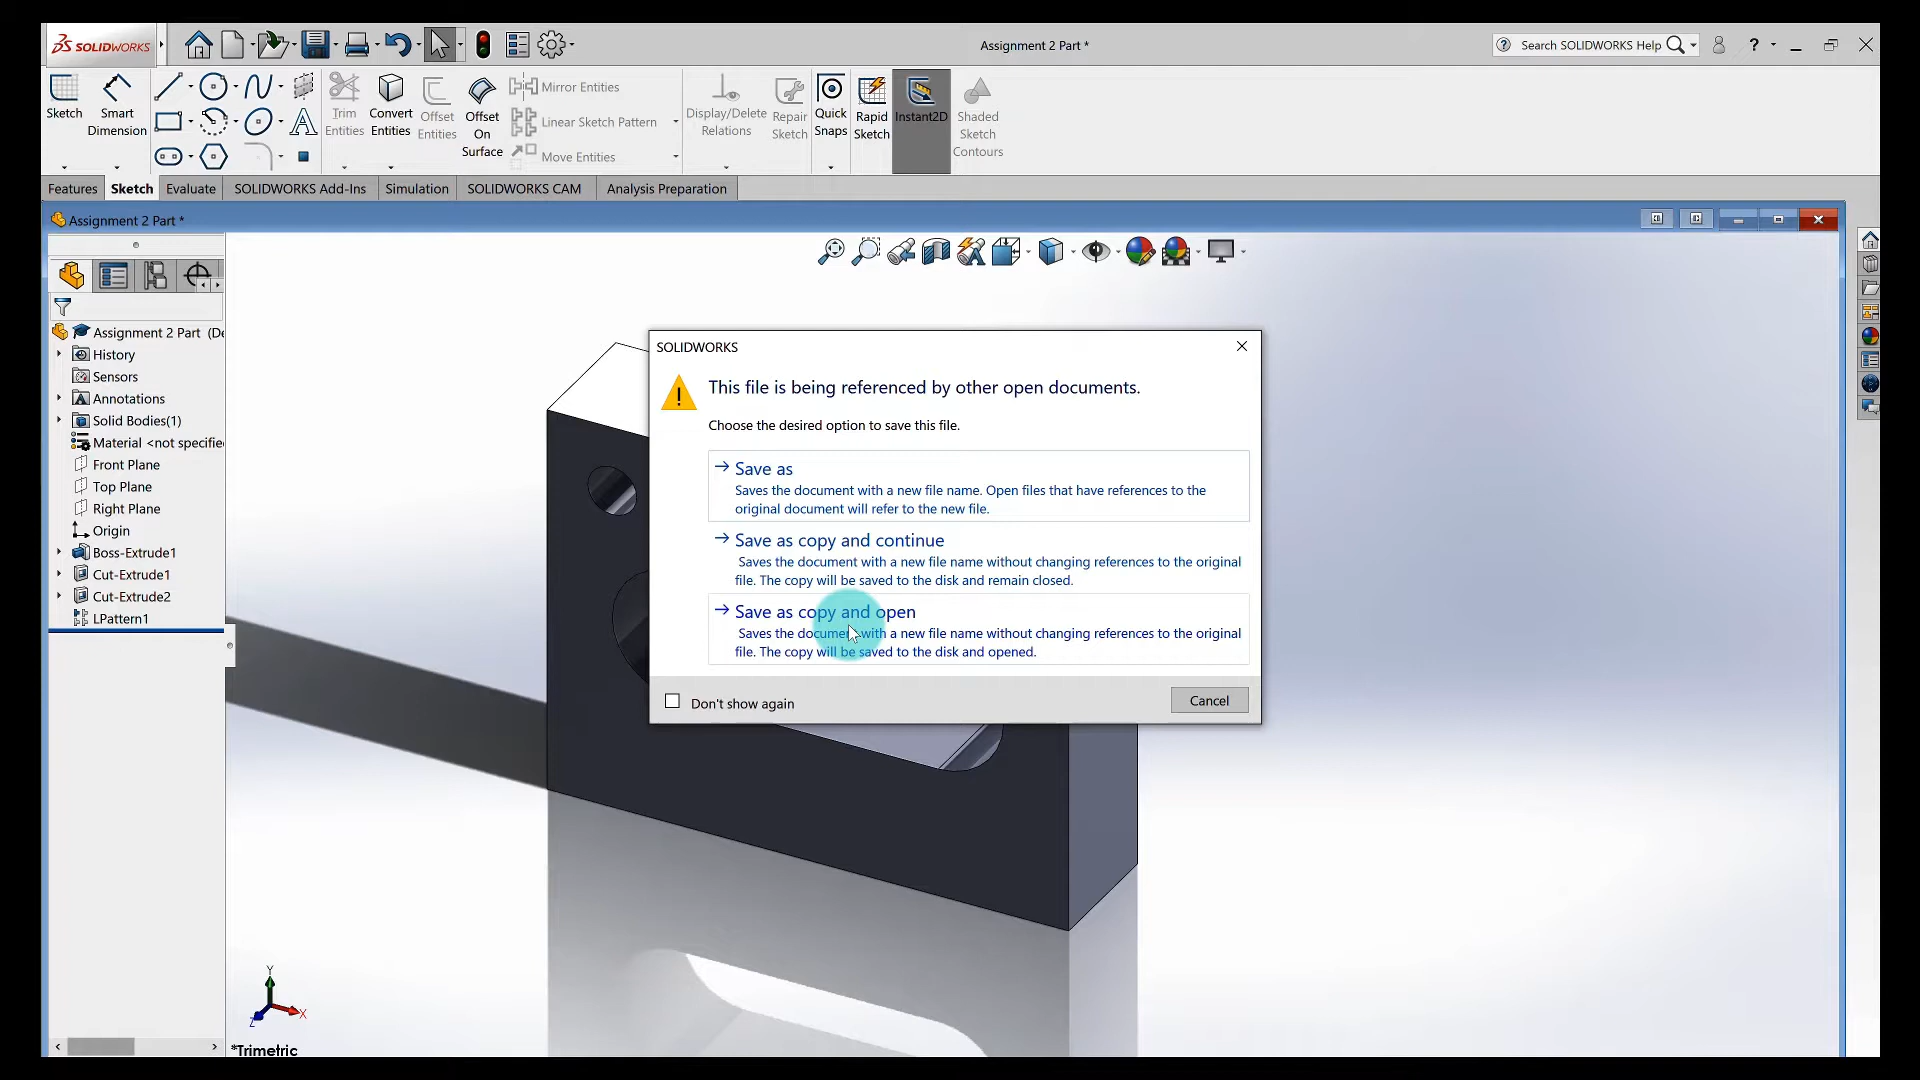 SOLIDWORKS
Assignment 2 Part *
Search SOLIDWORKS Help
?
Sketch
Smart
Dimension
Trim
Entities
Convert
Entities
Offset
Entities
Offset
On
Surface
Mirror Entities
Linear Sketch Pattern
Move Entities
Display/Delete
Relations
Repair
Sketch
Quick
Snaps
Rapid
Sketch
Instant2D
Shaded
Sketch
Contours
Features
Sketch
Evaluate
SOLIDWORKS Add-Ins
Simulation
SOLIDWORKS CAM
Analysis Preparation
Assignment 2 Part *
Assignment 2 Part (De
History
Sensors
Annotations
Solid Bodies(1)
Material <not specifie
Front Plane
Top Plane
Right Plane
Origin
Boss-Extrude1
Cut-Extrude1
Cut-Extrude2
LPattern1
SOLIDWORKS
This file is being referenced by other open documents.
Choose the desired option to save this file.
Save as
Saves the document with a new file name. Open files that have references to the
original document will refer to the new file.
Save as copy and continue
Saves the document with a new file name without changing references to the original
file. The copy will be saved to the disk and remain closed.
Save as copy and open
Saves the document with a new file name without changing references to the original
file. The copy will be saved to the disk and opened.
Don't show again
Cancel
Y
X
Z
*Trimetric